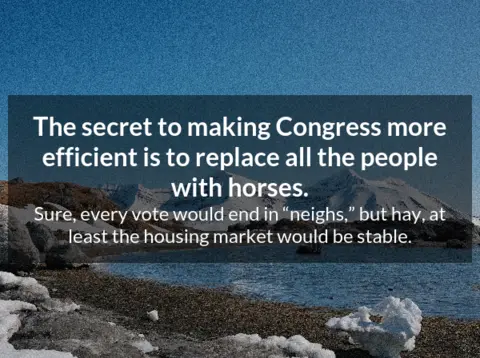 The secret to making Congress more
efficient is to replace all the people
with horses.
Sure, every vote would end in “neighs,” but hay, at
least the housing market would be stable.